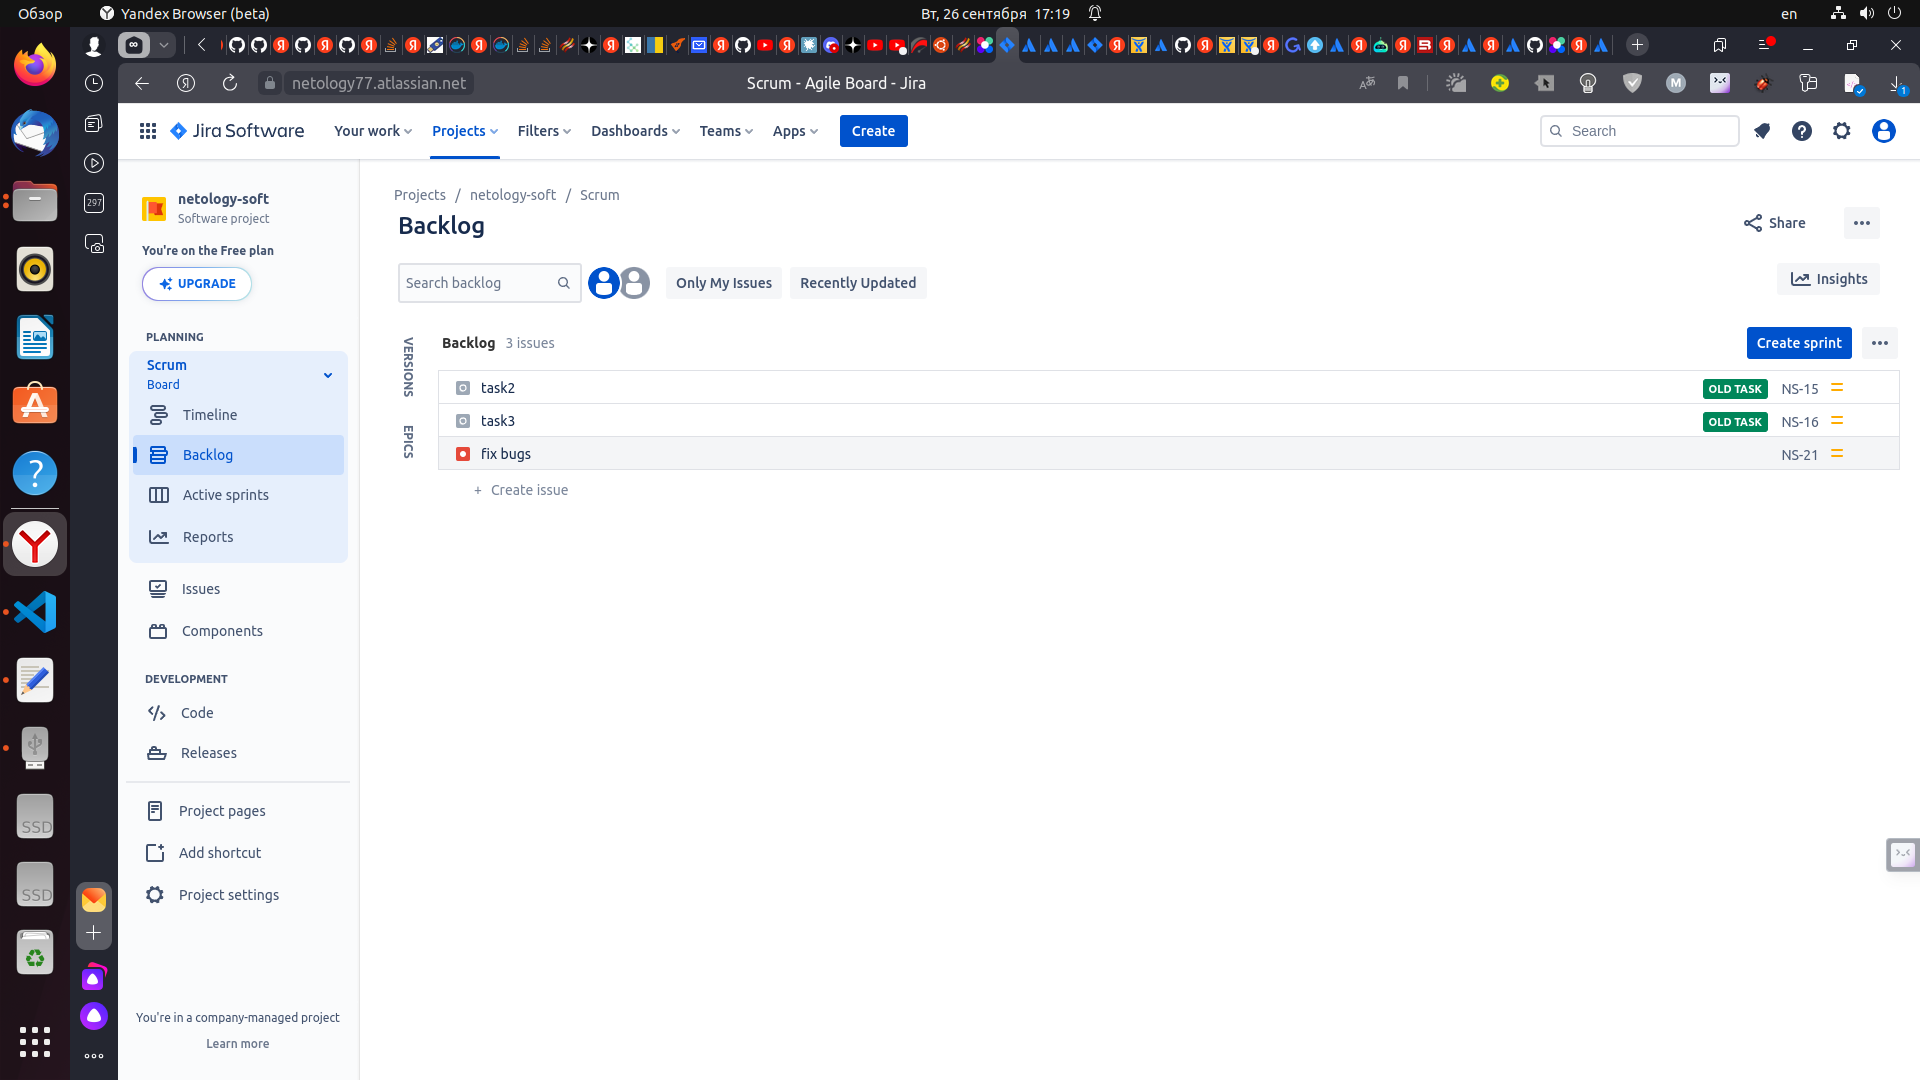 Обзор
Yandex Browser (beta)
Вт, 26 сентября 17:19
en
netology77.atlassian.net
Scrum - Agile Board - Jira
M
1
297
Jira Software
Your work
Projects
Filters
Dashboards
Teams
Apps
Create
Search
netology-soft
Software project
You're on the Free plan
UPGRADE
PLANNING
Scrum
Board
Timeline
Backlog
Active sprints
Reports
Issues
Components
DEVELOPMENT
Code
Releases
Project pages
Add shortcut
Project settings
You're in a company-managed project
Learn more
Projects / netology-soft / Scrum
Backlog
Share
Search backlog
Only My Issues
Recently Updated
Insights
VERSIONS
EPICS
Backlog 3 issues
Create sprint
task2 OLD TASK NS-15
task3 OLD TASK NS-16
fix bugs NS-21
+ Create issue
SSD
SSD